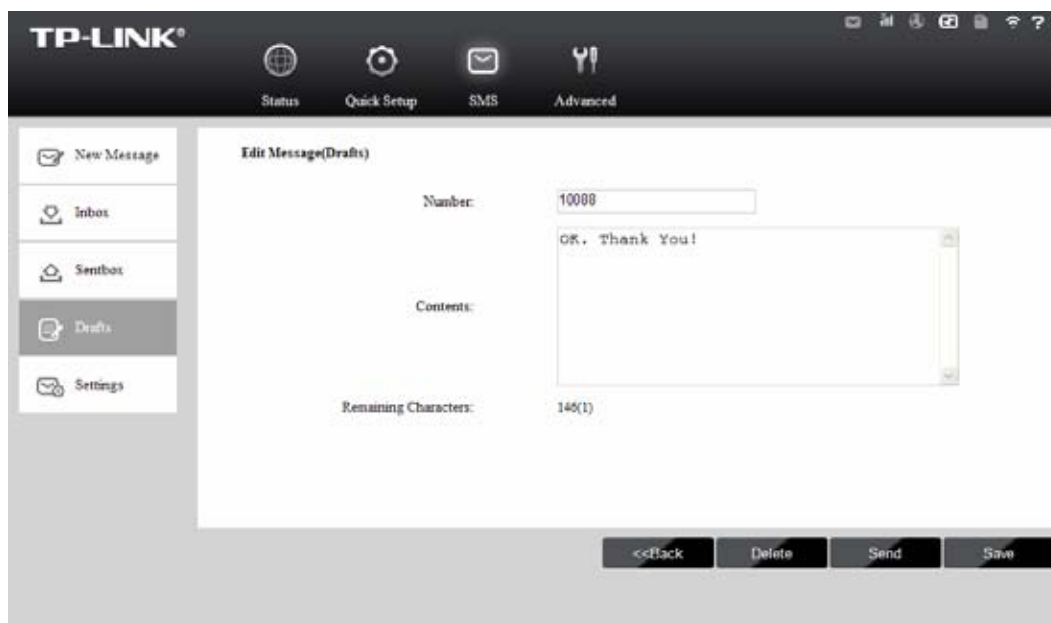 TP-LINK®
?
Status Quick Setup SMS Advanced
New Message
Inbox
Sentbox
Drafts
Settings
Edit Message(Drafts)
Number: 10088
Contents: OK. Thank You!
Remaining Characters: 146(1)
<<Back Delete Send Save